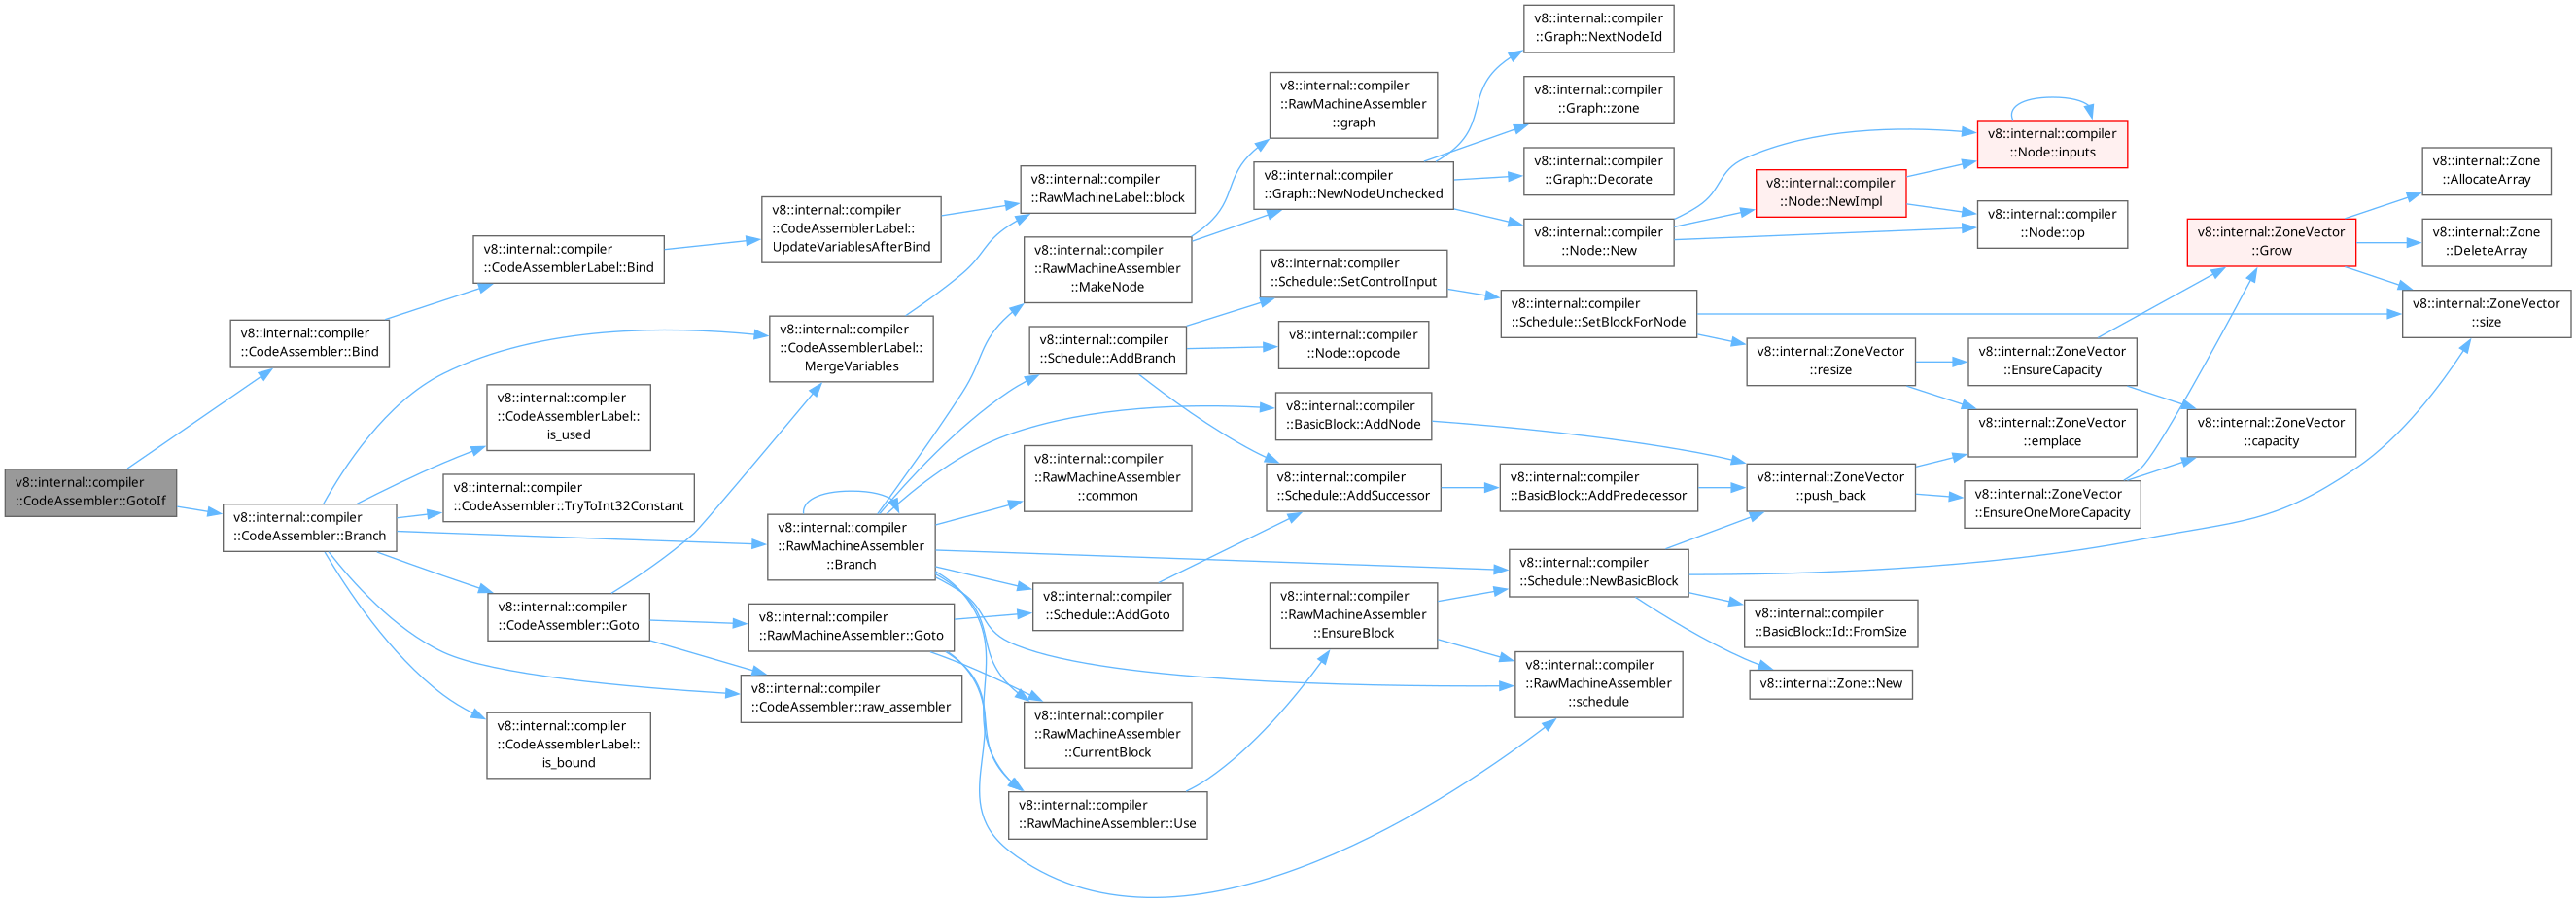 v8::internal::compiler
::CodeAssembler::GotoIf
v8::internal::compiler
::CodeAssembler::Bind
v8::internal::compiler
::CodeAssembler::Branch
v8::internal::compiler
::CodeAssemblerLabel::Bind
v8::internal::compiler
::CodeAssemblerLabel::
is_used
v8::internal::compiler
::CodeAssembler::TryToInt32Constant
v8::internal::compiler
::CodeAssembler::Goto
v8::internal::compiler
::CodeAssemblerLabel::
is_bound
v8::internal::compiler
::CodeAssemblerLabel::
UpdateVariablesAfterBind
v8::internal::compiler
::CodeAssemblerLabel::
MergeVariables
v8::internal::compiler
::RawMachineAssembler
::Branch
v8::internal::compiler
::RawMachineAssembler::Goto
v8::internal::compiler
::CodeAssembler::raw_assembler
v8::internal::compiler
::RawMachineLabel::block
v8::internal::compiler
::RawMachineAssembler
::MakeNode
v8::internal::compiler
::Schedule::AddBranch
v8::internal::compiler
::RawMachineAssembler
::common
v8::internal::compiler
::Schedule::AddGoto
v8::internal::compiler
::RawMachineAssembler
::CurrentBlock
v8::internal::compiler
::RawMachineAssembler::Use
v8::internal::compiler
::RawMachineAssembler
::graph
v8::internal::compiler
::Graph::NewNodeUnchecked
v8::internal::compiler
::Schedule::SetControlInput
v8::internal::compiler
::Node::opcode
v8::internal::compiler
::BasicBlock::AddNode
v8::internal::compiler
::Schedule::AddSuccessor
v8::internal::compiler
::RawMachineAssembler
::EnsureBlock
v8::internal::compiler
::Graph::NextNodeId
v8::internal::compiler
::Graph::zone
v8::internal::compiler
::Graph::Decorate
v8::internal::compiler
::Node::New
v8::internal::compiler
::Schedule::SetBlockForNode
v8::internal::compiler
::BasicBlock::AddPredecessor
v8::internal::compiler
::Schedule::NewBasicBlock
v8::internal::compiler
::RawMachineAssembler
::schedule
v8::internal::compiler
::Node::NewImpl
v8::internal::ZoneVector
::resize
v8::internal::ZoneVector
::push_back
v8::internal::compiler
::BasicBlock::Id::FromSize
v8::internal::Zone::New
v8::internal::compiler
::Node::inputs
v8::internal::compiler
::Node::op
v8::internal::ZoneVector
::EnsureCapacity
v8::internal::ZoneVector
::emplace
v8::internal::ZoneVector
::EnsureOneMoreCapacity
v8::internal::ZoneVector
::Grow
v8::internal::ZoneVector
::capacity
v8::internal::Zone
::AllocateArray
v8::internal::Zone
::DeleteArray
v8::internal::ZoneVector
::size